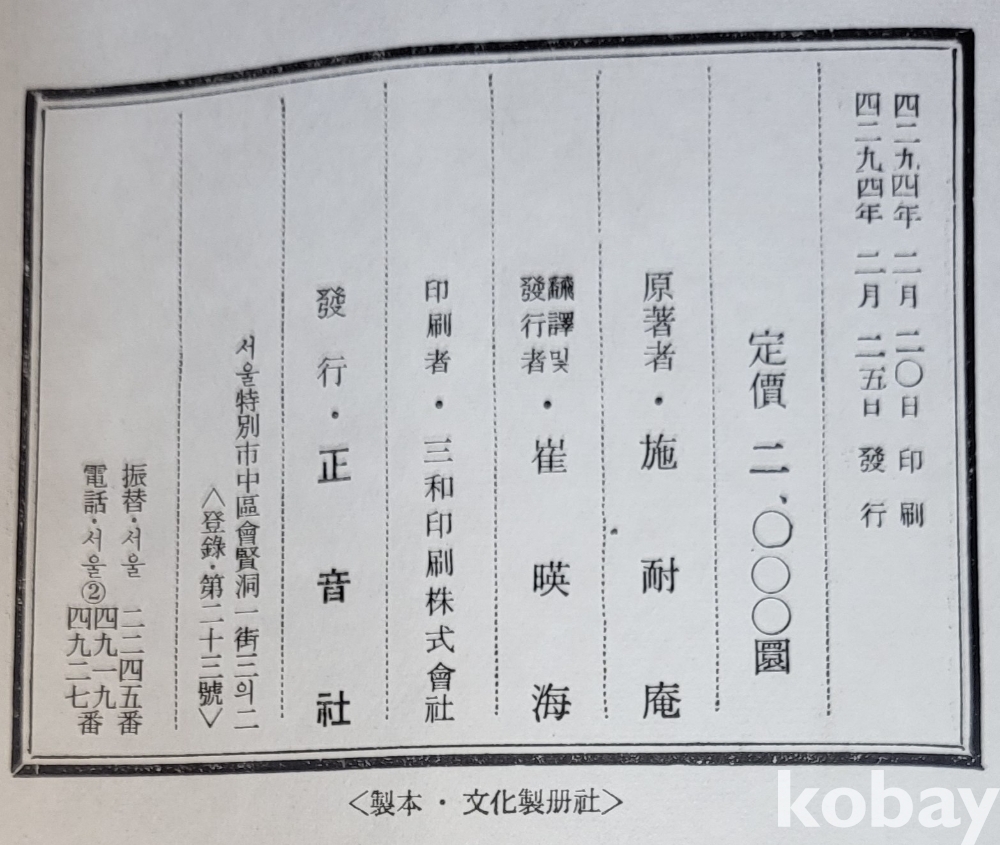 四二九四年 二月 二〇日 印刷
四二九四年 二月 二五日 發行
定價 二、〇〇〇圜
原著者・施耐庵
飜譯및
發行者・崔暎海
印刷者・三和印刷株式會社
發行・正音社
서울特別市中區會賢洞一街三의二
〈登錄・第二十三號〉
振替・서울 二二四五番
電話・서울② 四九一九
四九二七番
〈製本・文化製册社〉
kobay